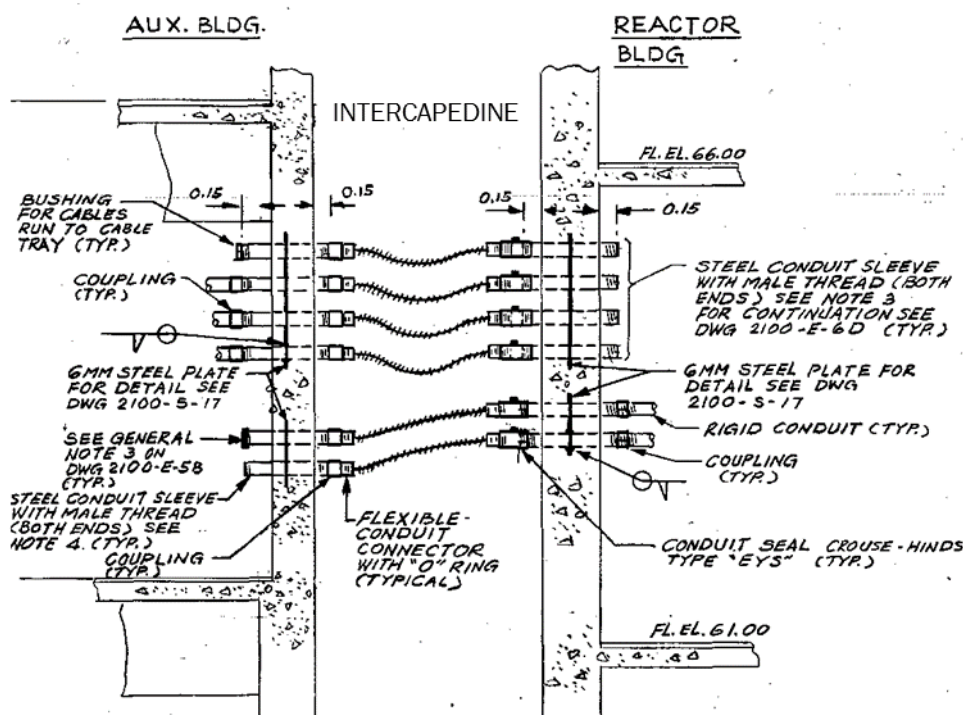 AUX. BLDG.
REACTOR
BLDG
INTERCAPEDINE
FL. EL. 66.00
0.15
0.15
0.15
0.15
BUSHING
FOR CABLES
RUN TO CABLE
TRAY (TYP.)
COUPLING
(TYP.)
6MM STEEL PLATE
FOR DETAIL SEE
DWG 2100-S-17
SEE GENERAL
NOTE 3 ON
DWG 2100-E-5B
(TYP.)
STEEL CONDUIT SLEEVE
WITH MALE THREAD
(BOTH ENDS) SEE
NOTE 4. (TYP.)
COUPLING
(TYP.)
FLEXIBLE-
CONDUIT
CONNECTOR
WITH "O" RING
(TYPICAL)
STEEL CONDUIT SLEEVE
WITH MALE THREAD (BOTH
ENDS) SEE NOTE 3
FOR CONTINUATION SEE
DWG 2100-E-6D (TYP.)
6MM STEEL PLATE FOR
DETAIL SEE DWG
2100-S-17
RIGID CONDUIT (TYP.)
COUPLING
(TYP.)
CONDUIT SEAL CROUSE-HINDS
TYPE "EYS" (TYP.)
FL. EL. 61.00